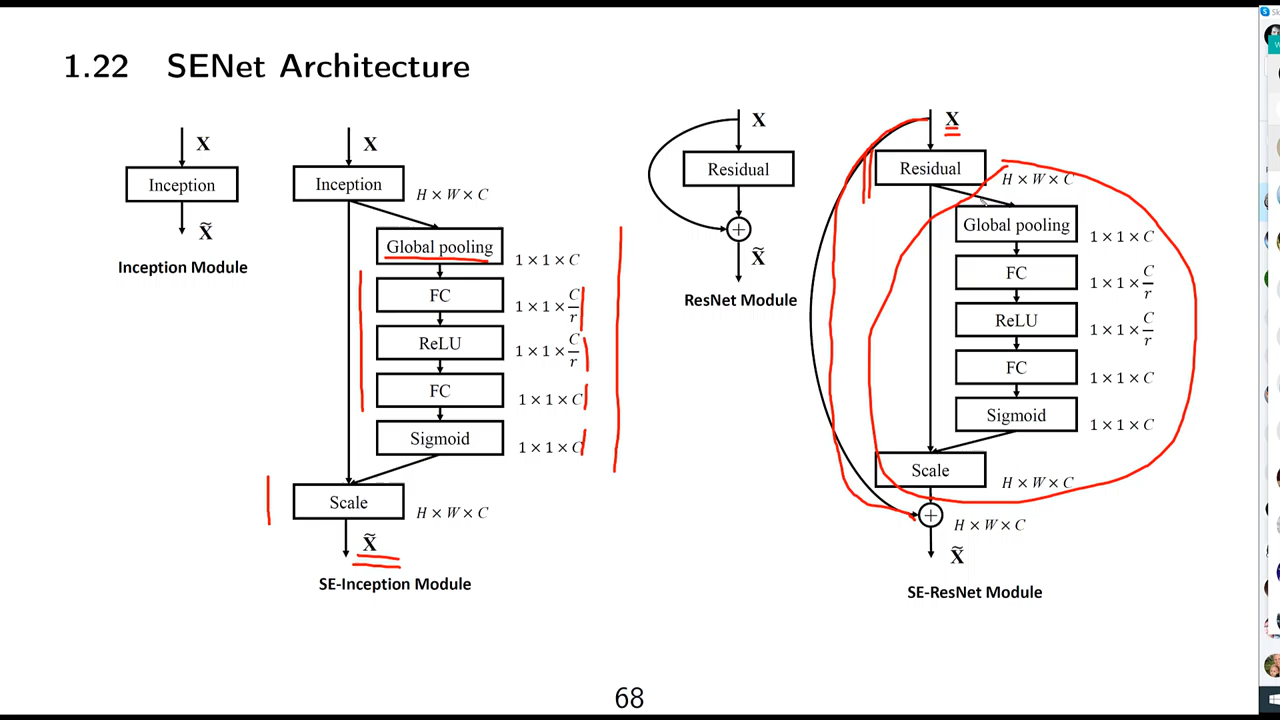 1.22 SENet Architecture
X
Inception
X̃
Inception Module
X
Inception
H × W × C
Global pooling
1 × 1 × C
FC
1 × 1 × C/r
ReLU
1 × 1 × C/r
FC
1 × 1 × C
Sigmoid
1 × 1 × C
Scale
H × W × C
X̃
SE-Inception Module
X
Residual
+
X̃
ResNet Module
X
Residual
H × W × C
Global pooling
1 × 1 × C
FC
1 × 1 × C/r
ReLU
1 × 1 × C/r
FC
1 × 1 × C
Sigmoid
1 × 1 × C
Scale
H × W × C
+
H × W × C
X̃
SE-ResNet Module
68